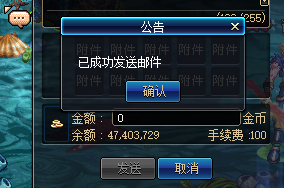 公告
附件 附件 附件 附件 附件
已成功发送邮件
附件 附件
确认
金额： 0 金币
余额： 47,403,729 手续费 :100
发送 取消